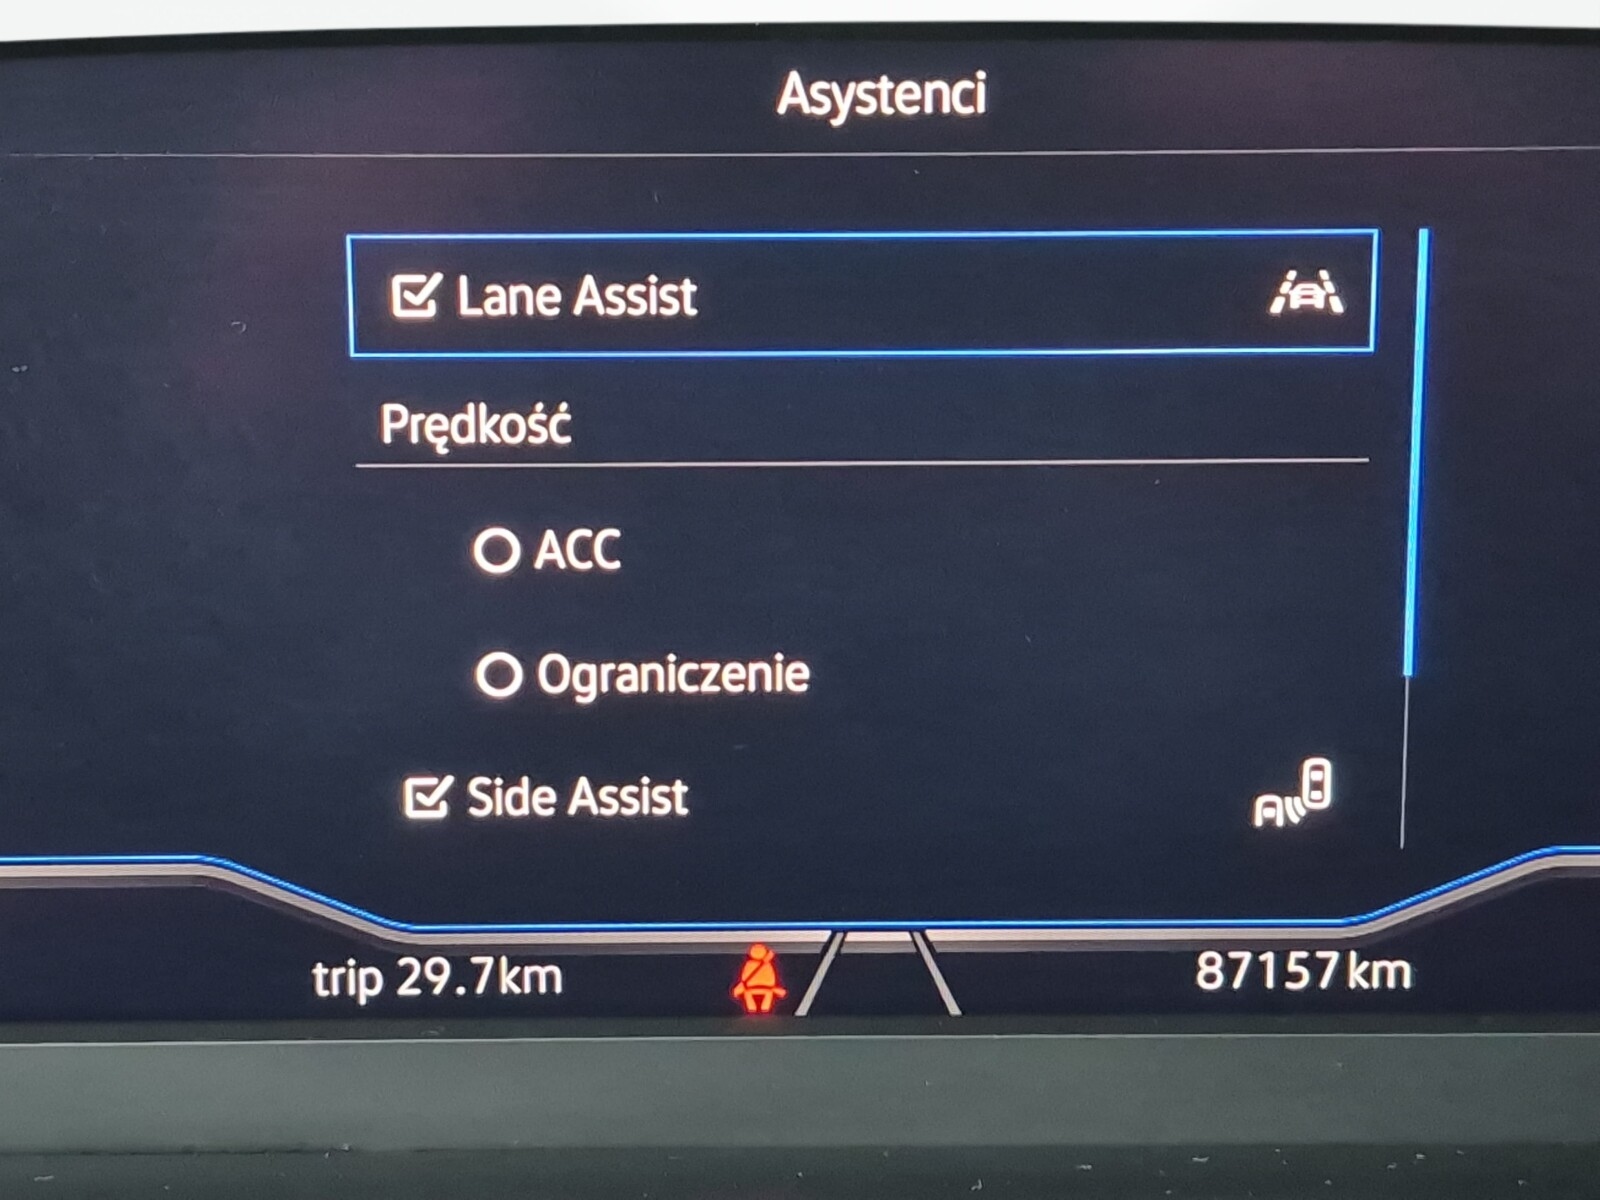 Asystenci
Lane Assist
Prędkość
ACC
Ograniczenie
Side Assist
trip 29.7km
87157km